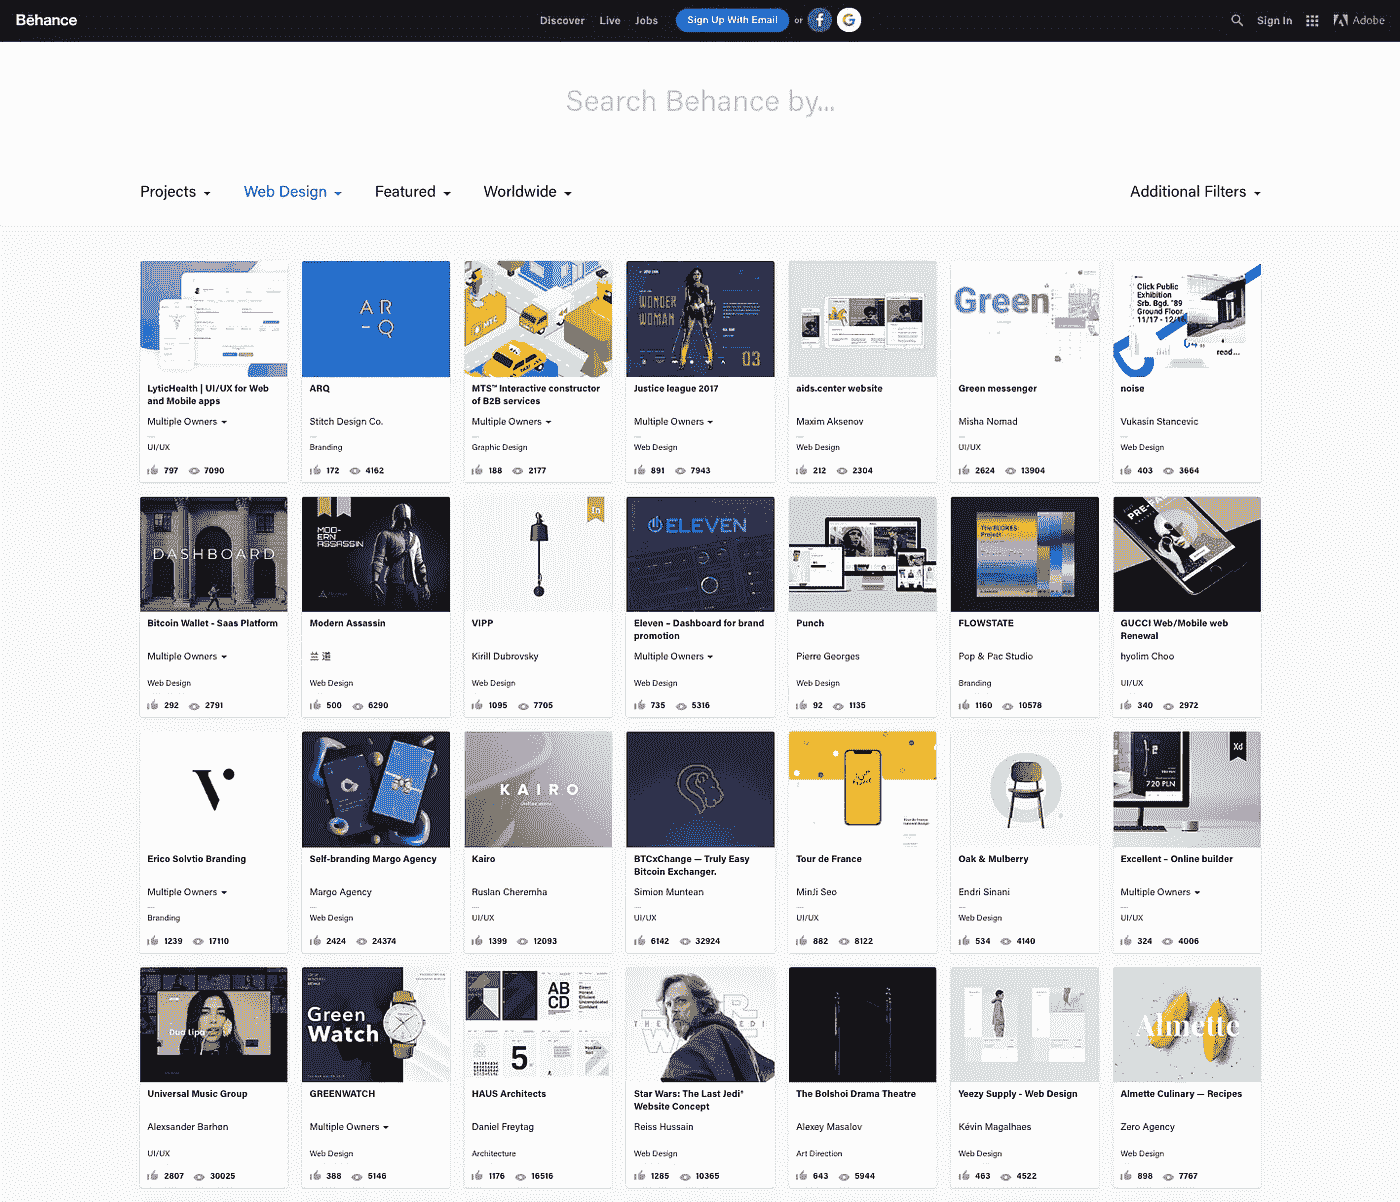 Bēhance
Discover Live Jobs Sign Up With Email or
Sign In Adobe
Search Behance by...
Projects Web Design Featured Worldwide Additional Filters
AR
-Q
WONDER
WOMAN
03
Green
Click Public
Exhibition
Srb. Bgd. '89
Ground Floor.
11/17 - 12/16
read...
LyticHealth | UI/UX for Web
and Mobile apps
Multiple Owners
UI/UX
797 7090
ARQ
Stitch Design Co.
Branding
172 4162
MTS™ Interactive constructor
of B2B services
Multiple Owners
Graphic Design
188 2177
Justice league 2017
Multiple Owners
Web Design
891 7943
aids.center website
Maxim Aksenov
Web Design
212 2304
Green messenger
Misha Nomad
UI/UX
2624 13904
noise
Vukasin Stancevic
Web Design
403 3664
DASHBOARD
MOD-
ERN
ASSASSIN
ELEVEN
Bitcoin Wallet - Saas Platform
Multiple Owners
Web Design
292 2791
Modern Assassin
兰 道
Web Design
500 6290
VIPP
Kirill Dubrovsky
Web Design
1095 7705
Eleven – Dashboard for brand
promotion
Multiple Owners
Web Design
735 5316
Punch
Pierre Georges
Web Design
92 1135
FLOWSTATE
Pop & Pac Studio
Branding
1160 10578
GUCCI Web/Mobile web
Renewal
hyolim Choo
UI/UX
340 2972
KAIRO
Xd
720 PLN
Erico Solvtio Branding
Multiple Owners
Branding
1239 17110
Self-branding Margo Agency
Margo Agency
Web Design
2424 24374
Kairo
Ruslan Cheremha
UI/UX
1399 12093
BTCxChange — Truly Easy
Bitcoin Exchanger.
Simion Muntean
UI/UX
6142 32924
Tour de France
MinJi Seo
UI/UX
882 8122
Oak & Mulberry
Endri Sinani
Web Design
534 4140
Excellent – Online builder
Multiple Owners
UI/UX
324 4006
Dua Lipa
Green
Watch
AB
CD
5
Almette
Universal Music Group
Alexsander Barhøn
UI/UX
2807 30025
GREENWATCH
Multiple Owners
Web Design
388 5146
HAUS Architects
Daniel Freytag
Architecture
1176 16516
Star Wars: The Last Jedi"
Website Concept
Reiss Hussain
Web Design
1285 10365
The Bolshoi Drama Theatre
Alexey Masalov
Art Direction
643 5944
Yeezy Supply - Web Design
Kévin Magalhaes
Web Design
463 4522
Almette Culinary — Recipes
Zero Agency
Web Design
898 7767